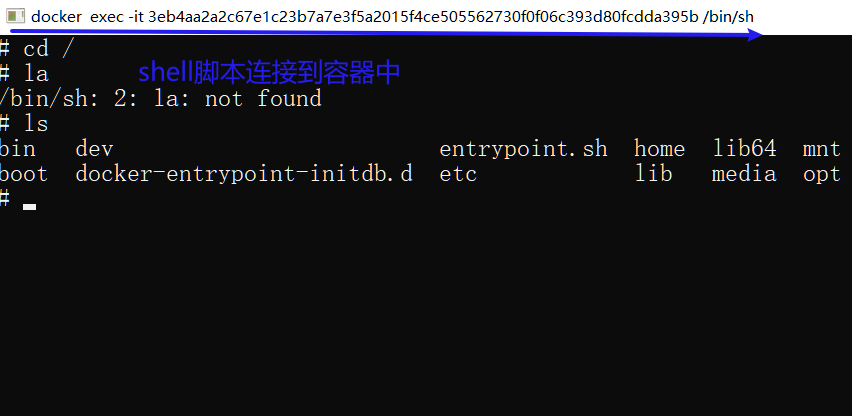 docker exec -it 3eb4aa2a2c67e1c23b7a7e3f5a2015f4ce505562730f0f06c393d80fcdda395b /bin/sh
# cd /
# la
shell脚本连接到容器中
/bin/sh: 2: la: not found
# ls
bin dev entrypoint.sh home lib64 mnt
boot docker-entrypoint-initdb.d etc lib media opt
#